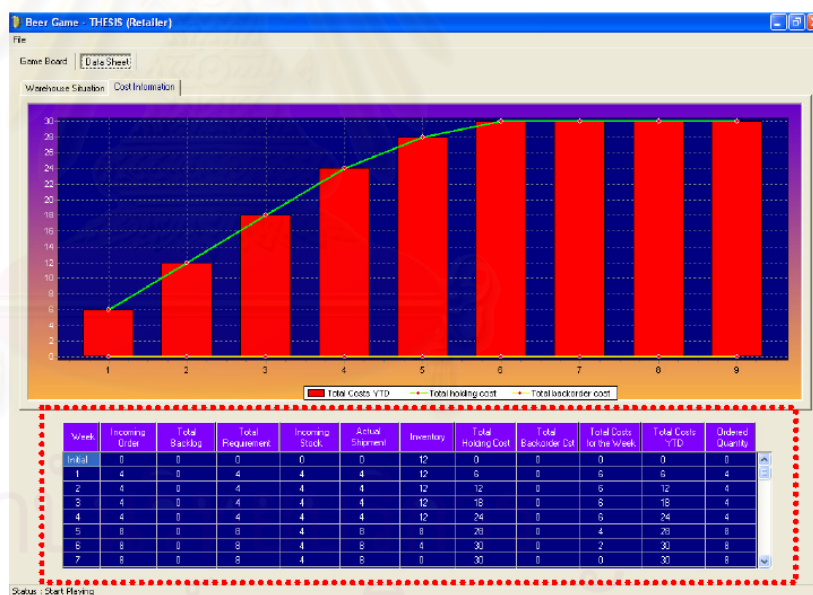 Beer Game - THESIS (Retailer)
File
Game Board Data Sheet
Warehouse Situation Cost Information
30
28
26
24
22
20
18
16
14
12
10
8
6
4
2
0
1 2 3 4 5 6 7 8 9
Total Costs YTD Total holding cost Total backorder cost
Week Incoming Order Total Backlog Total Requirement Incoming Stock Actual Shipment Inventory Total Holding Cost Total Backorder Cst Total Costs for the Week Total Costs YTD Ordered Quantity
Initial 0 0 0 0 0 12 0 0 0 0 0
1 4 0 4 4 4 12 6 0 6 6 4
2 4 0 4 4 4 12 12 0 6 12 4
3 4 0 4 4 4 12 18 0 6 18 4
4 4 0 4 4 4 12 24 0 6 24 4
5 8 0 8 4 8 8 28 0 4 28 8
6 8 0 8 4 8 4 30 0 2 30 8
7 8 0 8 4 8 0 30 0 0 30 8
Status : Start Playing